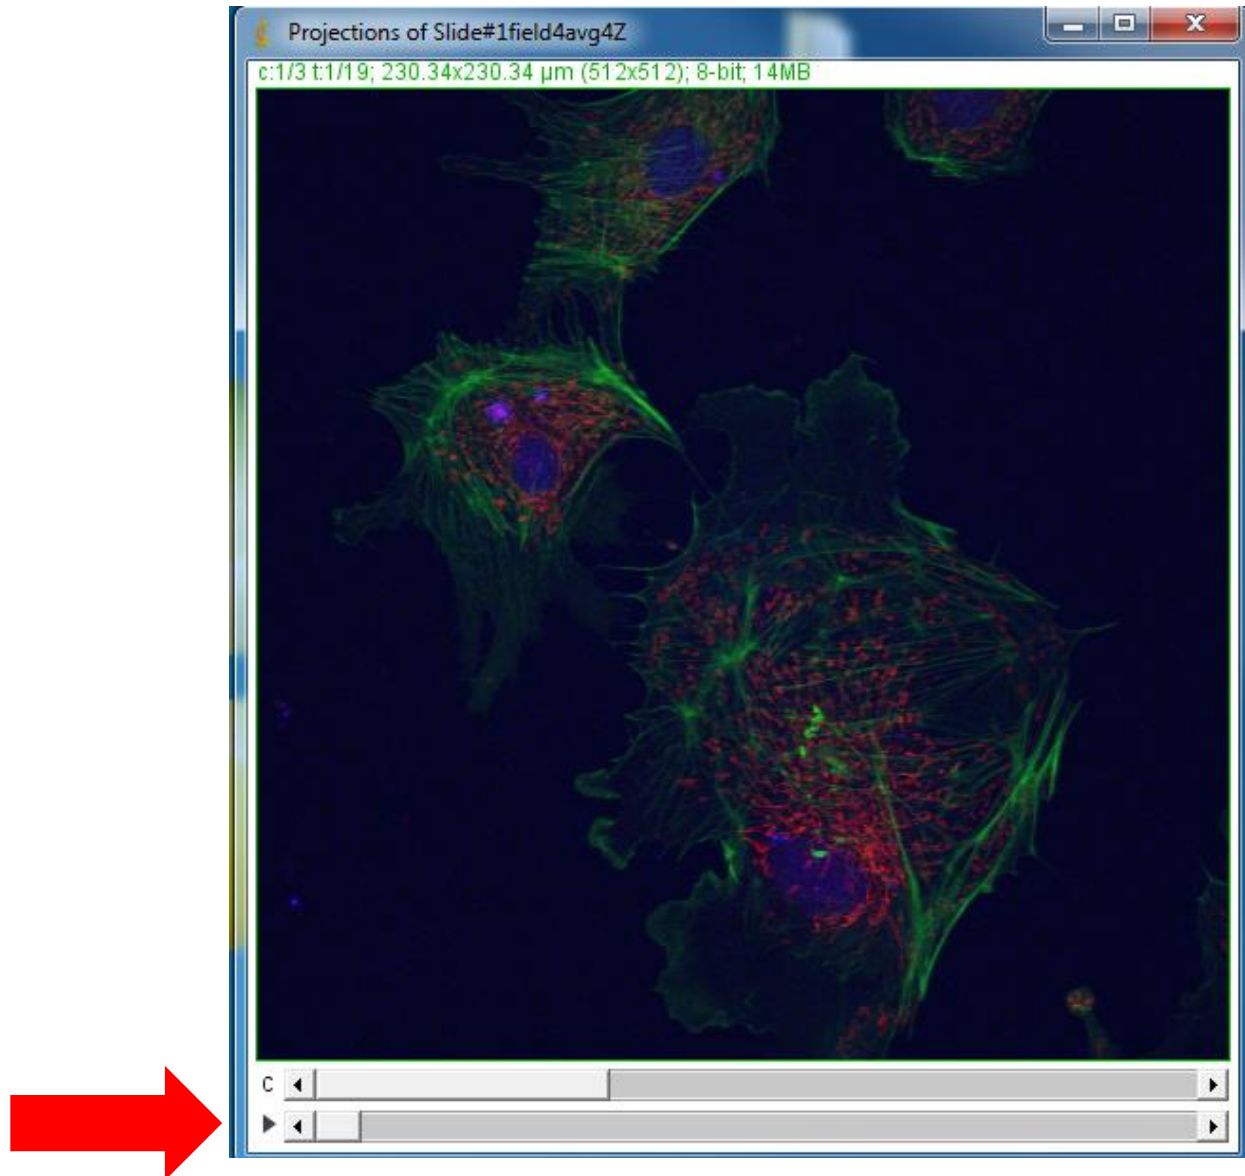 Projections of Slide#1field4avg4Z
c:1/3 t:1/19; 230.34x230.34 µm (512x512); 8-bit; 14MB
C